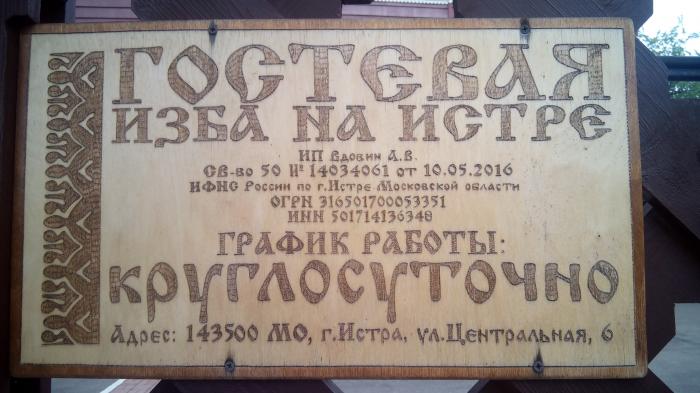 ГОСТЕВАЯ
ИЗБА НА ИСТРЕ
ИП Вдовин А.В.
СВ-во 50 № 14034061 от 10.05.2016
ИФНС России по г.Истре Московской области
ОГРН 316501700053351
ИНН 501714136348
ГРАФИК РАБОТЫ:
КРУГЛОСУТОЧНО
Адрес: 143500 МО, г.Истра, ул.Центральная, 6